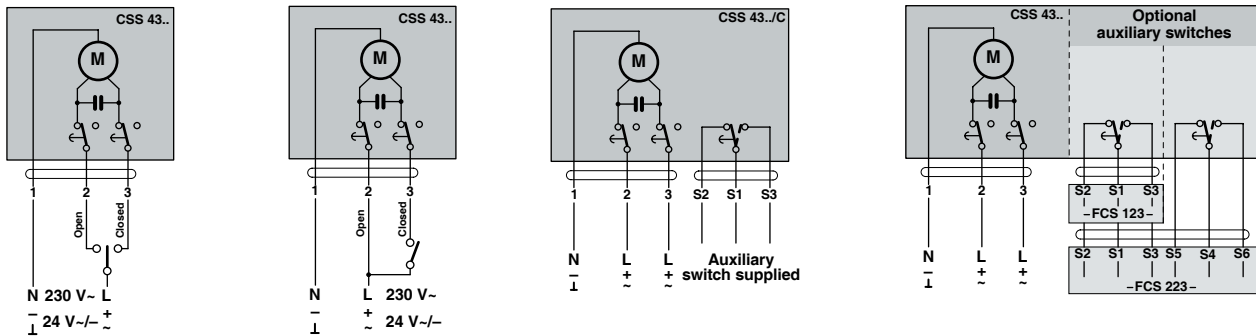 CSS 43..
M
1 2 3
Open
Closed
N 230 V~ L
– 24 V~/– +
⊥ ~
CSS 43..
M
1 2 3
Open
Closed
N L 230 V~
– + 24 V~/–
⊥ ~
CSS 43../C
M
1 2 3 S2 S1 S3
N L L Auxiliary
– + + switch supplied
⊥ ~ ~
CSS 43..
Optional
auxiliary switches
M
1 2 3 S2 S1 S3
–FCS 123–
N L L
– + +
⊥ ~ ~
S2 S1 S3 S5 S4 S6
–FCS 223–